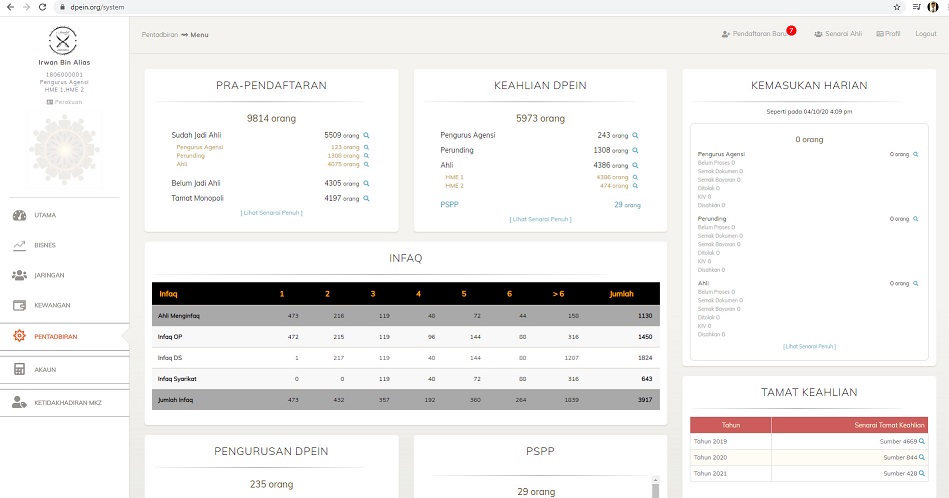 dpein.org/system
Pentadbiran ⇝ Menu
Pendaftaran Baru 7
Senarai Ahli
Profil
Logout
Irwan Bin Alias
1806000001
Pengurus Agensi
HME 1,HME 2
Perakuan
UTAMA
BISNES
JARINGAN
KEWANGAN
PENTADBIRAN
AKAUN
KETIDAKHADIRAN MKZ
PRA-PENDAFTARAN
9814 orang
Sudah Jadi Ahli 5509 orang
Pengurus Agensi 123 orang
Perunding 1308 orang
Ahli 4075 orang
Belum Jadi Ahli 4305 orang
Tamat Monopoli 4197 orang
[ Lihat Senarai Penuh ]
KEAHLIAN DPEIN
5973 orang
Pengurus Agensi 243 orang
Perunding 1308 orang
Ahli 4386 orang
HME 1 4386 orang
HME 2 474 orang
PSPP 29 orang
[ Lihat Senarai Penuh ]
KEMASUKAN HARIAN
Seperti pada 04/10/20 4:09 pm
0 orang
Pengurus Agensi 0 orang
Belum Proses 0
Semak Dokumen 0
Semak Bayaran 0
Ditolak 0
KIV 0
Disahkan 0
Perunding 0 orang
Belum Proses 0
Semak Dokumen 0
Ditolak 0
KIV 0
Disahkan 0
Ahli 0 orang
Belum Proses 0
Semak Dokumen 0
Semak Bayaran 0
Ditolak 0
KIV 0
Disahkan 0
[ Lihat Senarai Penuh ]
INFAQ
Infaq 1 2 3 4 5 6 > 6 Jumlah
Ahli Menginfaq 473 216 119 48 72 44 158 1130
Infaq OP 472 215 119 96 144 88 316 1450
Infaq DS 1 217 119 48 144 88 1207 1824
Infaq Syarikat 0 0 119 48 72 88 316 643
Jumlah Infaq 473 432 357 192 360 264 1839 3917
TAMAT KEAHLIAN
Tahun Senarai Tamat Keahlian
Tahun 2019 Sumber 4669
Tahun 2020 Sumber 844
Tahun 2021 Sumber 428
PENGURUSAN DPEIN
235 orang
PSPP
29 orang